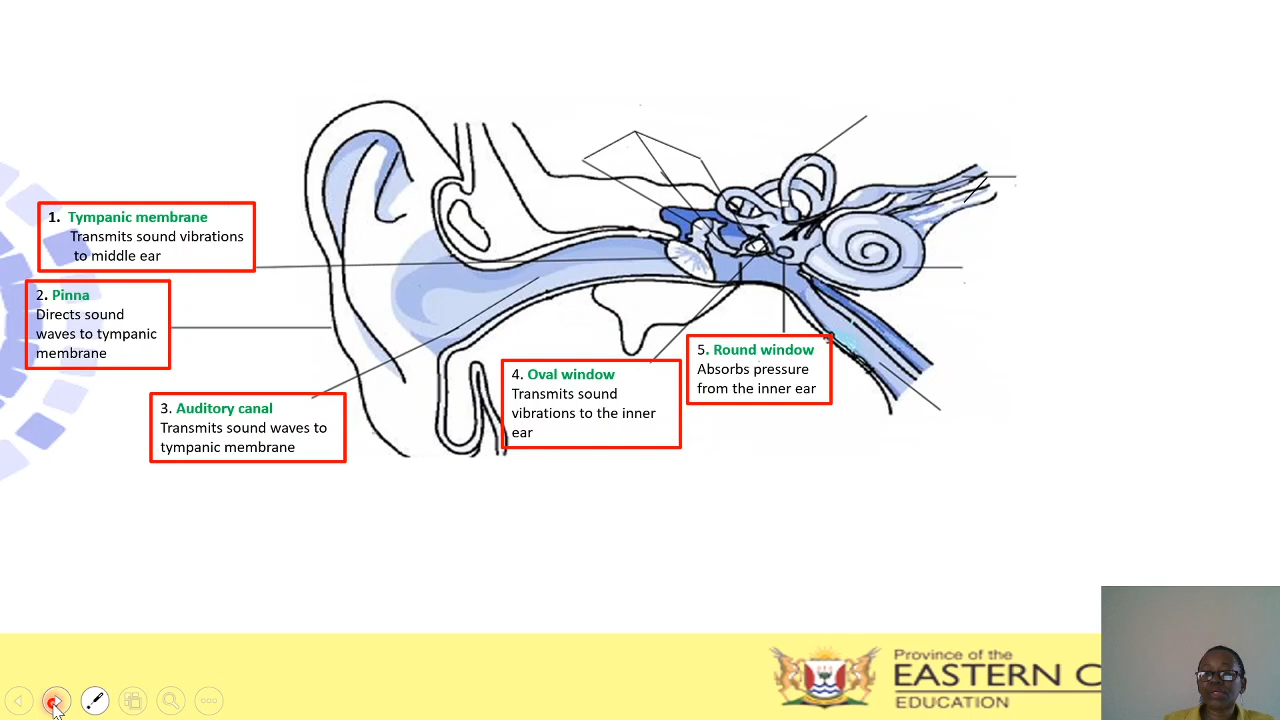 1. Tympanic membrane
Transmits sound vibrations
to middle ear
2. Pinna
Directs sound
waves to tympanic
membrane
3. Auditory canal
Transmits sound waves to
tympanic membrane
4. Oval window
Transmits sound
vibrations to the inner
ear
5. Round window
Absorbs pressure
from the inner ear
Province of the
EASTERN C
EDUCATION